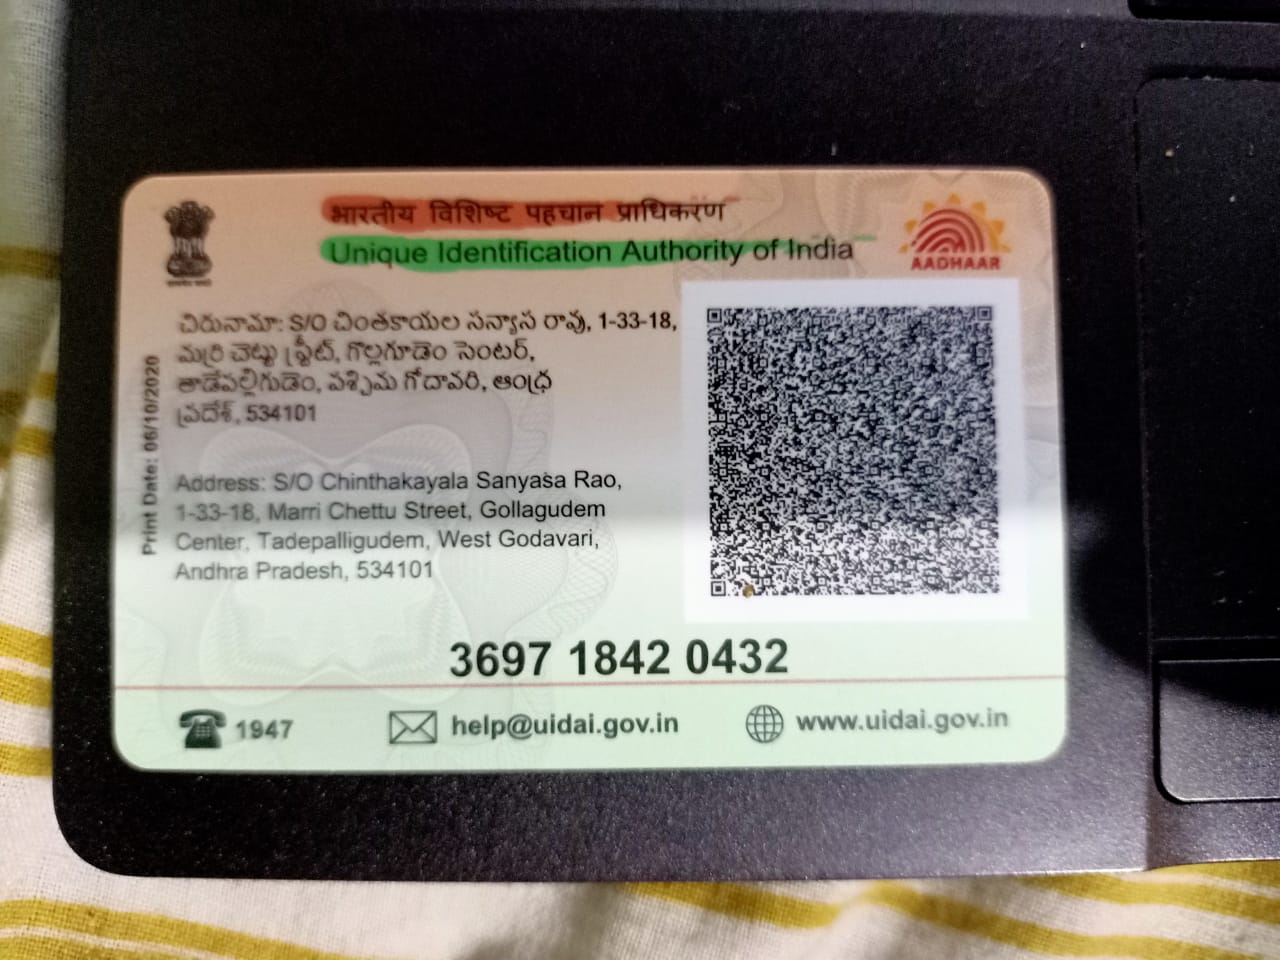 भारतीय विशिष्ट पहचान प्राधिकरण
Unique Identification Authority of India
AADHAAR
చిరునామా: S/O చింతకాయల సన్యాస రావు, 1-33-18,
మర్రి చెట్టు స్ట్రీట్, గొల్లగూడెం సెంటర్,
తాడేపల్లిగుడెం, పశ్చిమ గోదావరి, ఆంధ్ర
ప్రదేశ్, 534101
Print Date: 06/10/2020
Address: S/O Chinthakayala Sanyasa Rao,
1-33-18, Marri Chettu Street, Gollagudem
Center, Tadepalligudem, West Godavari,
Andhra Pradesh, 534101
3697 1842 0432
1947
help@uidai.gov.in
www.uidai.gov.in